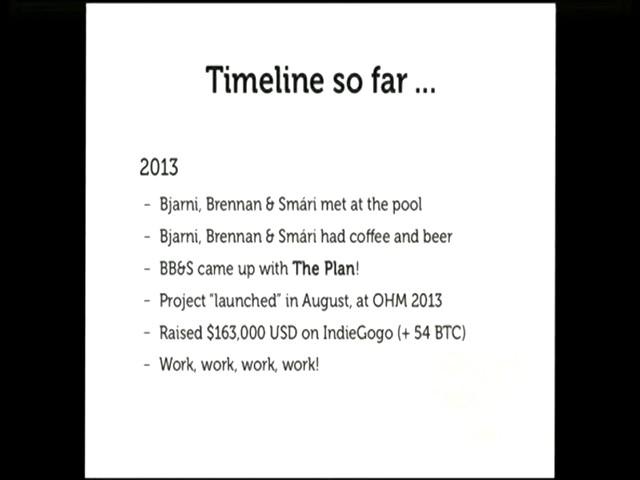 Timeline so far ...
2013
- Bjarni, Brennan & Smári met at the pool
- Bjarni, Brennan & Smári had coffee and beer
- BB&S came up with The Plan!
- Project "launched" in August, at OHM 2013
- Raised $163,000 USD on IndieGogo (+ 54 BTC)
- Work, work, work, work!